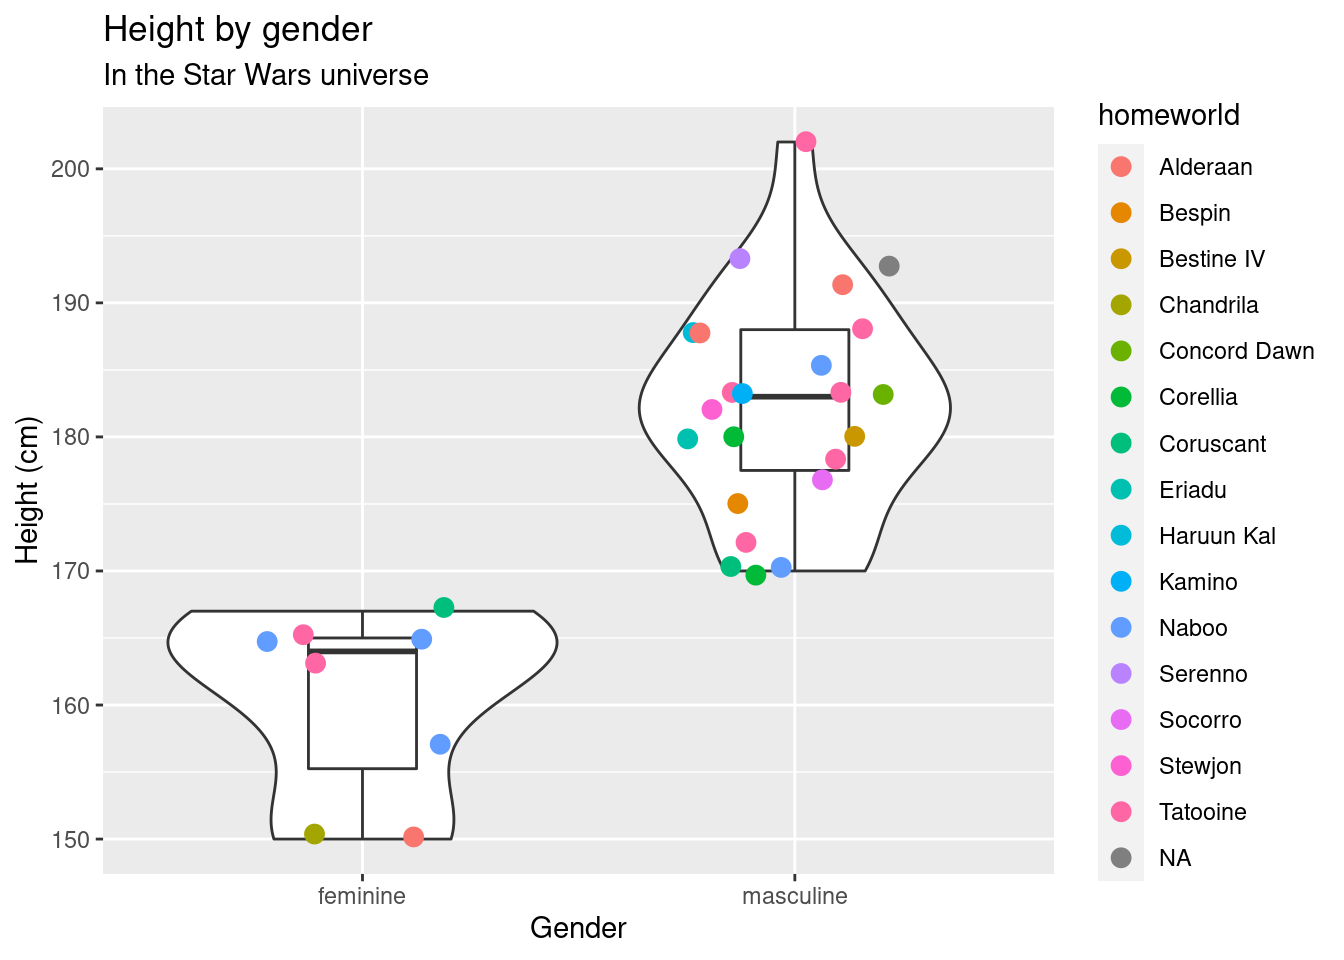 Height by gender
In the Star Wars universe
Height (cm)
200
190
180
170
160
150
feminine
masculine
Gender
homeworld
Alderaan
Bespin
Bestine IV
Chandrila
Concord Dawn
Corellia
Coruscant
Eriadu
Haruun Kal
Kamino
Naboo
Serenno
Socorro
Stewjon
Tatooine
NA